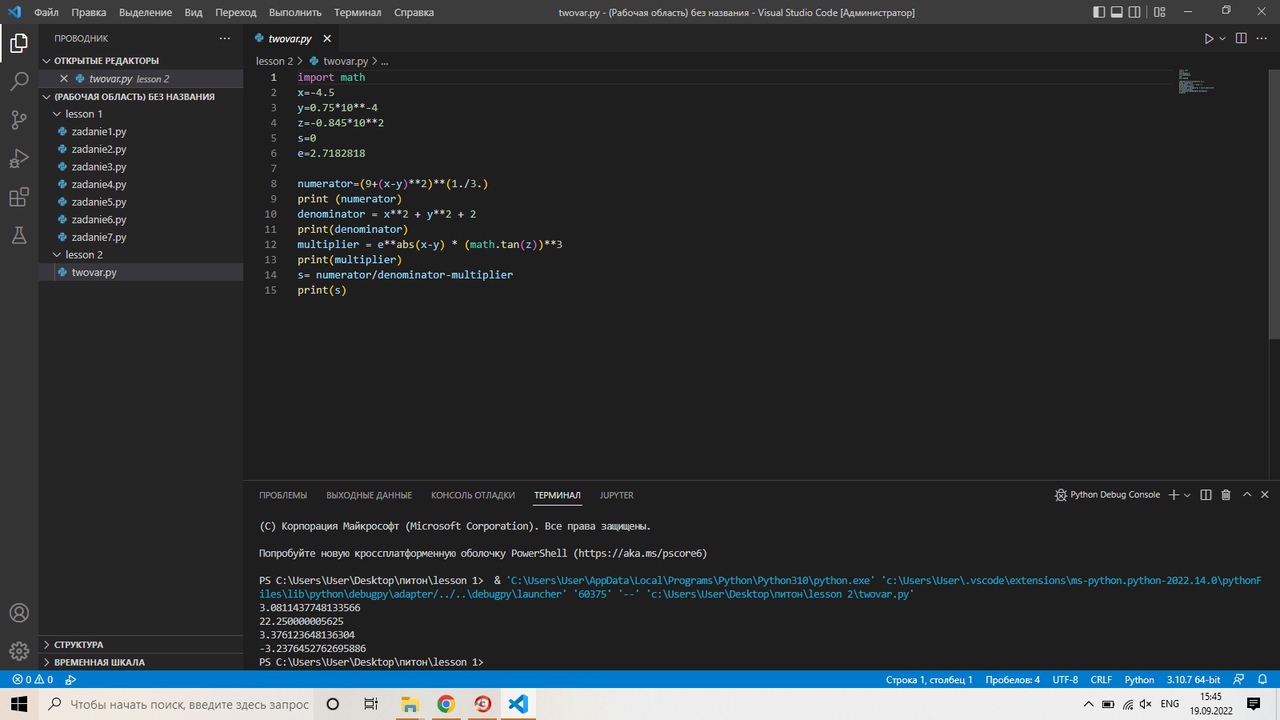 Файл Правка Выделение Вид Переход Выполнить Терминал Справка
twovar.py - (Рабочая область) без названия - Visual Studio Code [Администратор]
ПРОВОДНИК
ОТКРЫТЫЕ РЕДАКТОРЫ
twovar.py lesson 2
(РАБОЧАЯ ОБЛАСТЬ) БЕЗ НАЗВАНИЯ
lesson 1
zadanie1.py
zadanie2.py
zadanie3.py
zadanie4.py
zadanie5.py
zadanie6.py
zadanie7.py
lesson 2
twovar.py
СТРУКТУРА
ВРЕМЕННАЯ ШКАЛА
twovar.py
lesson 2 > twovar.py > ...
1 import math
2 x=-4.5
3 y=0.75*10**-4
4 z=-0.845*10**2
5 s=0
6 e=2.7182818
7
8 numerator=(9+(x-y)**2)**(1./3.)
9 print (numerator)
10 denominator = x**2 + y**2 + 2
11 print(denominator)
12 multiplier = e**abs(x-y) * (math.tan(z))**3
13 print(multiplier)
14 s= numerator/denominator-multiplier
15 print(s)
ПРОБЛЕМЫ ВЫХОДНЫЕ ДАННЫЕ КОНСОЛЬ ОТЛАДКИ ТЕРМИНАЛ JUPYTER
Python Debug Console
(C) Корпорация Майкрософт (Microsoft Corporation). Все права защищены.
Попробуйте новую кроссплатформенную оболочку PowerShell (https://aka.ms/pscore6)
PS C:\Users\User\Desktop\питон\lesson 1>  & 'C:\Users\User\AppData\Local\Programs\Python\Python310\python.exe' 'c:\Users\User\.vscode\extensions\ms-python.python-2022.14.0\pythonF
iles\lib\python\debugpy\adapter/../..\debugpy\launcher' '60375' '--' 'c:\Users\User\Desktop\питон\lesson 2\twovar.py'
3.0811437748133566
22.250000005625
3.376123648136304
-3.2376452762695886
PS C:\Users\User\Desktop\питон\lesson 1>
0 0
Строка 1, столбец 1 Пробелов: 4 UTF-8 CRLF Python 3.10.7 64-bit
Чтобы начать поиск, введите здесь запрос
ENG
15:45
19.09.2022